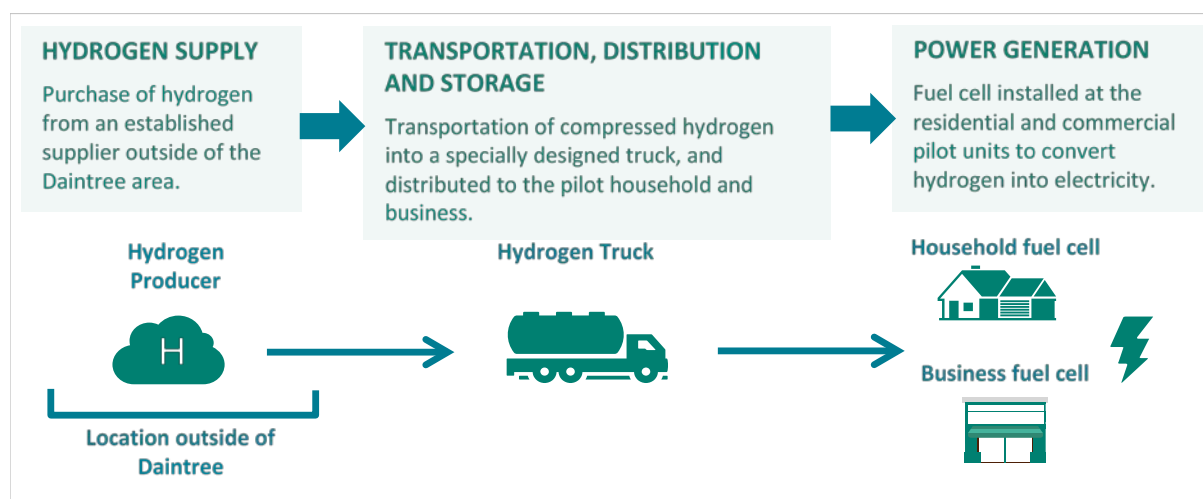 HYDROGEN SUPPLY
Purchase of hydrogen
from an established
supplier outside of the
Daintree area.
TRANSPORTATION, DISTRIBUTION
AND STORAGE
Transportation of compressed hydrogen
into a specially designed truck, and
distributed to the pilot household and
business.
POWER GENERATION
Fuel cell installed at the
residential and commercial
pilot units to convert
hydrogen into electricity.
Hydrogen
Producer
H
Location outside of
Daintree
Hydrogen Truck
Household fuel cell
Business fuel cell